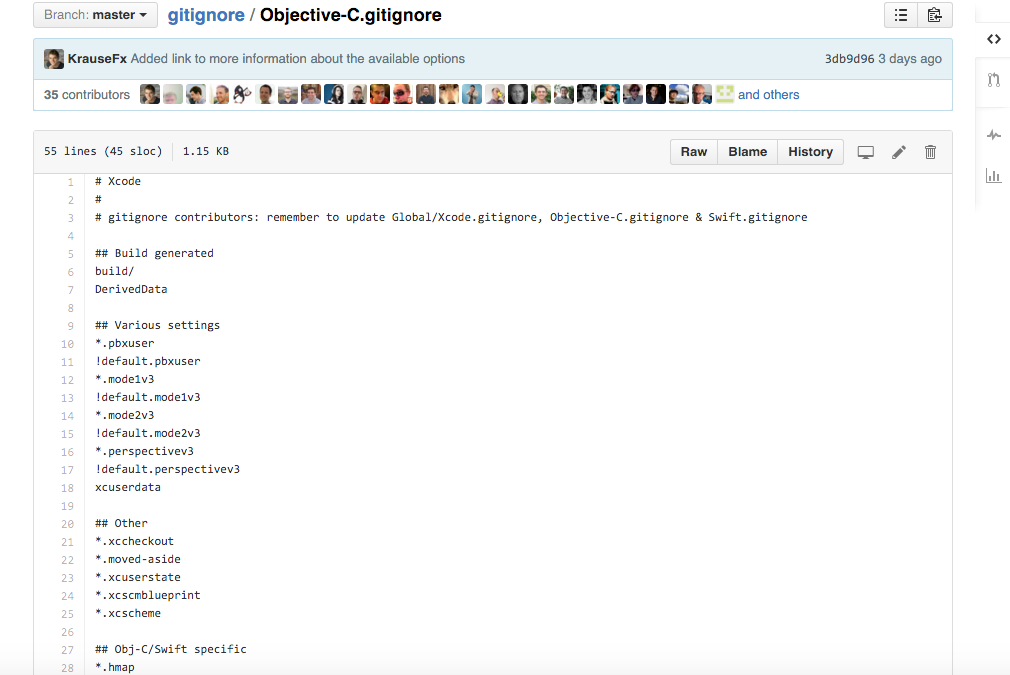 Branch: master gitignore / Objective-C.gitignore
KrauseFx Added link to more information about the available options 3db9d96 3 days ago
35 contributors and others
55 lines (45 sloc) 1.15 KB Raw Blame History
1 # Xcode
2 #
3 # gitignore contributors: remember to update Global/Xcode.gitignore, Objective-C.gitignore & Swift.gitignore
4
5 ## Build generated
6 build/
7 DerivedData
8
9 ## Various settings
10 *.pbxuser
11 !default.pbxuser
12 *.mode1v3
13 !default.mode1v3
14 *.mode2v3
15 !default.mode2v3
16 *.perspectivev3
17 !default.perspectivev3
18 xcuserdata
19
20 ## Other
21 *.xccheckout
22 *.moved-aside
23 *.xcuserstate
24 *.xcscmblueprint
25 *.xcscheme
26
27 ## Obj-C/Swift specific
28 *.hmap